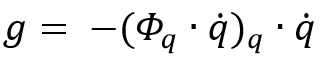 g = −(Φ_q · q̇)_q · q̇